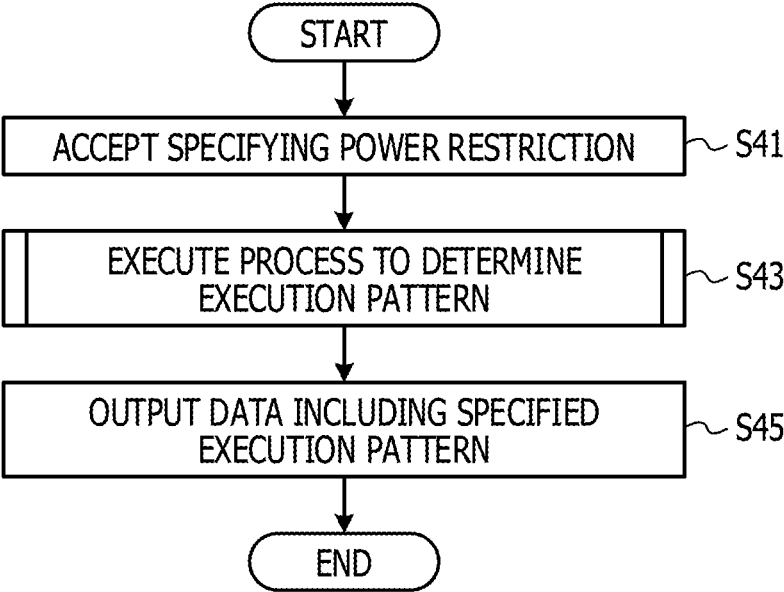 START
ACCEPT SPECIFYING POWER RESTRICTION
S41
EXECUTE PROCESS TO DETERMINE
EXECUTION PATTERN
S43
OUTPUT DATA INCLUDING SPECIFIED
EXECUTION PATTERN
S45
END